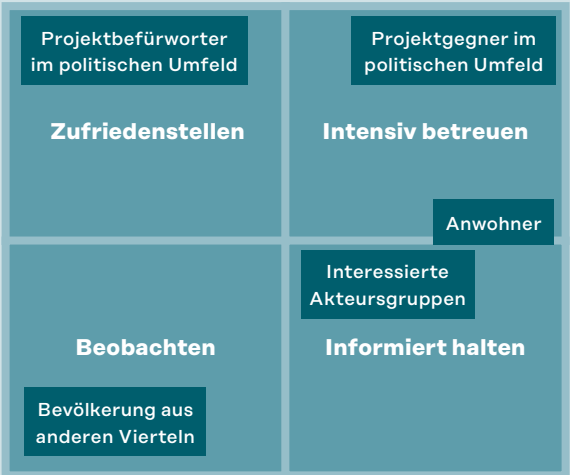 Projektbefürworter
im politischen Umfeld
Zufriedenstellen
Projektgegner im
politischen Umfeld
Intensiv betreuen
Anwohner
Beobachten
Bevölkerung aus
anderen Vierteln
Interessierte
Akteursgruppen
Informiert halten